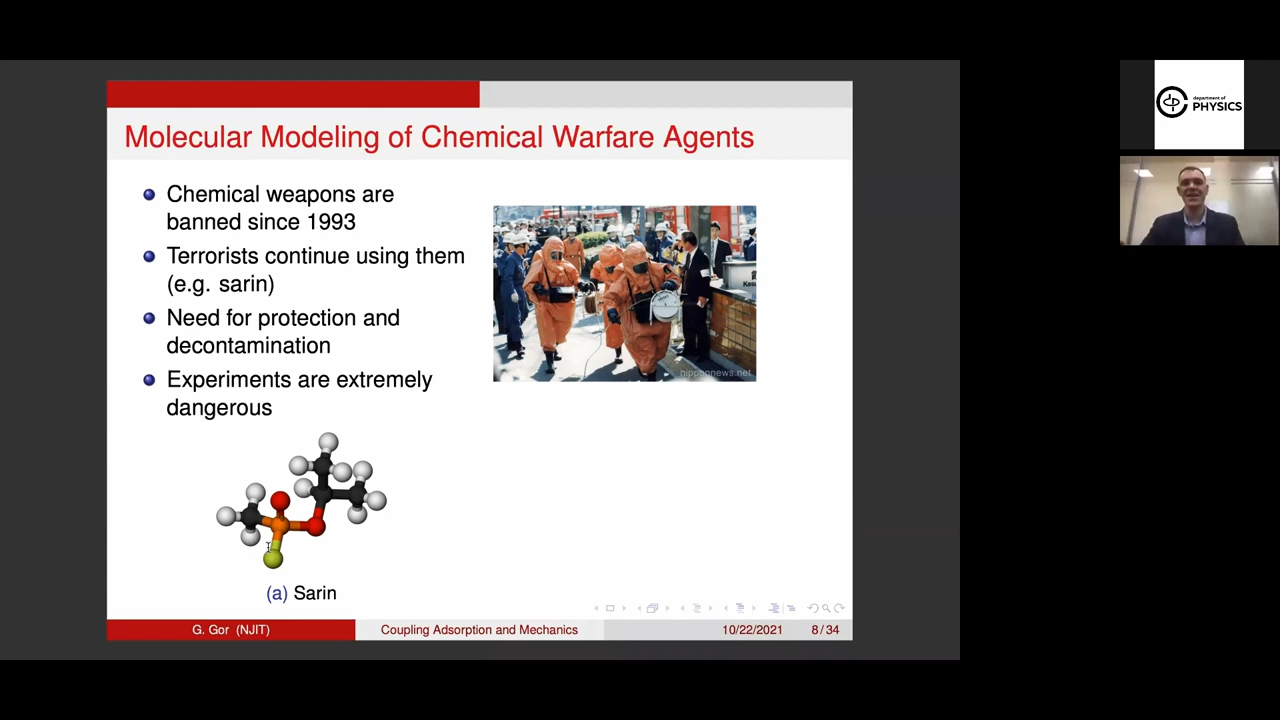 Molecular Modeling of Chemical Warfare Agents
Chemical weapons are
banned since 1993
Terrorists continue using them
(e.g. sarin)
Need for protection and
decontamination
Experiments are extremely
dangerous
nipponnews.net
(a) Sarin
G. Gor (NJIT)
Coupling Adsorption and Mechanics
10/22/2021
8 / 34
department of
PHYSICS